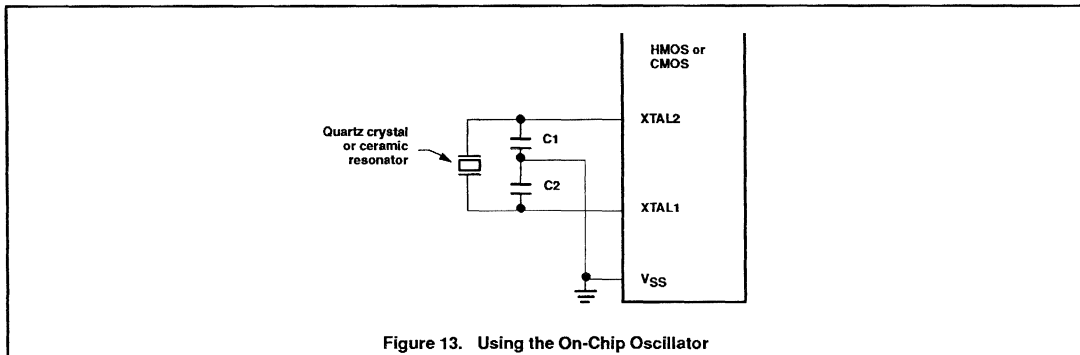 HMOS or
CMOS
XTAL2
C1
Quartz crystal
or ceramic
resonator
C2
XTAL1
VSS
Figure 13. Using the On-Chip Oscillator